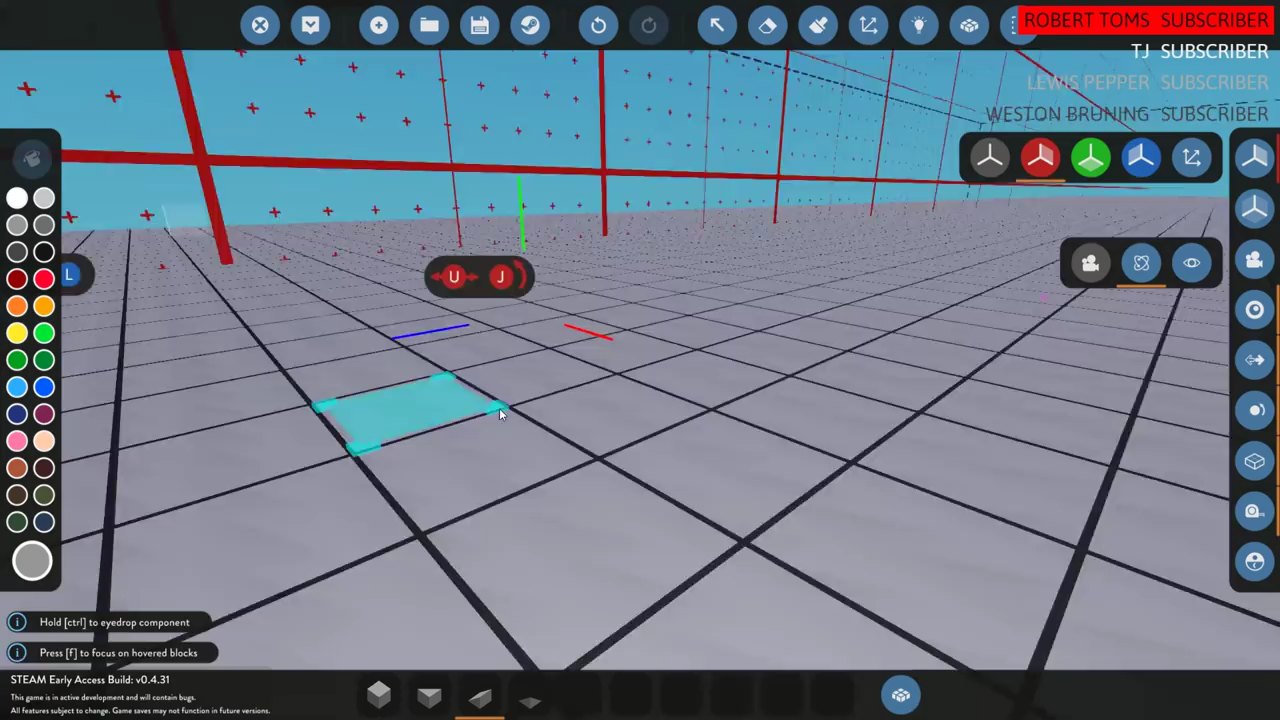 ROBERT TOMS SUBSCRIBER
TJ SUBSCRIBER
LEWIS PEPPER SUBSCRIBER
WESTON BRUNING SUBSCRIBER
L
U J
Hold [ctrl] to eyedrop component
Press [f] to focus on hovered blocks
STEAM Early Access Build: v0.4.31
This game is in active development and will contain bugs.
All features subject to change. Game saves may not function in future versions.